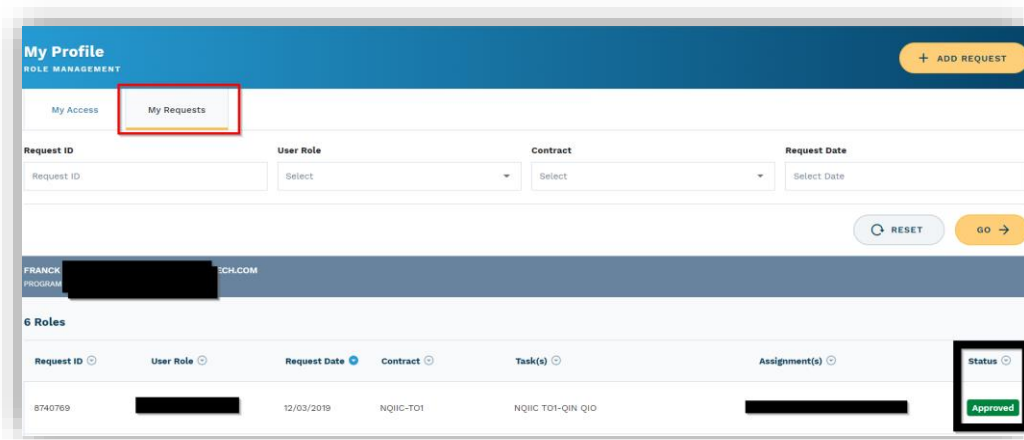 My Profile
ROLE MANAGEMENT
+ ADD REQUEST
My Access
My Requests
Request ID
User Role
Contract
Request Date
Request ID
Select
Select
Select Date
RESET
GO →
FRANCK ECH.COM
PROGRAM
6 Roles
Request ID
User Role
Request Date
Contract
Task(s)
Assignment(s)
Status
8740769
12/03/2019
NQIIC-TO1
NQIIC TO1-QIN QIO
Approved